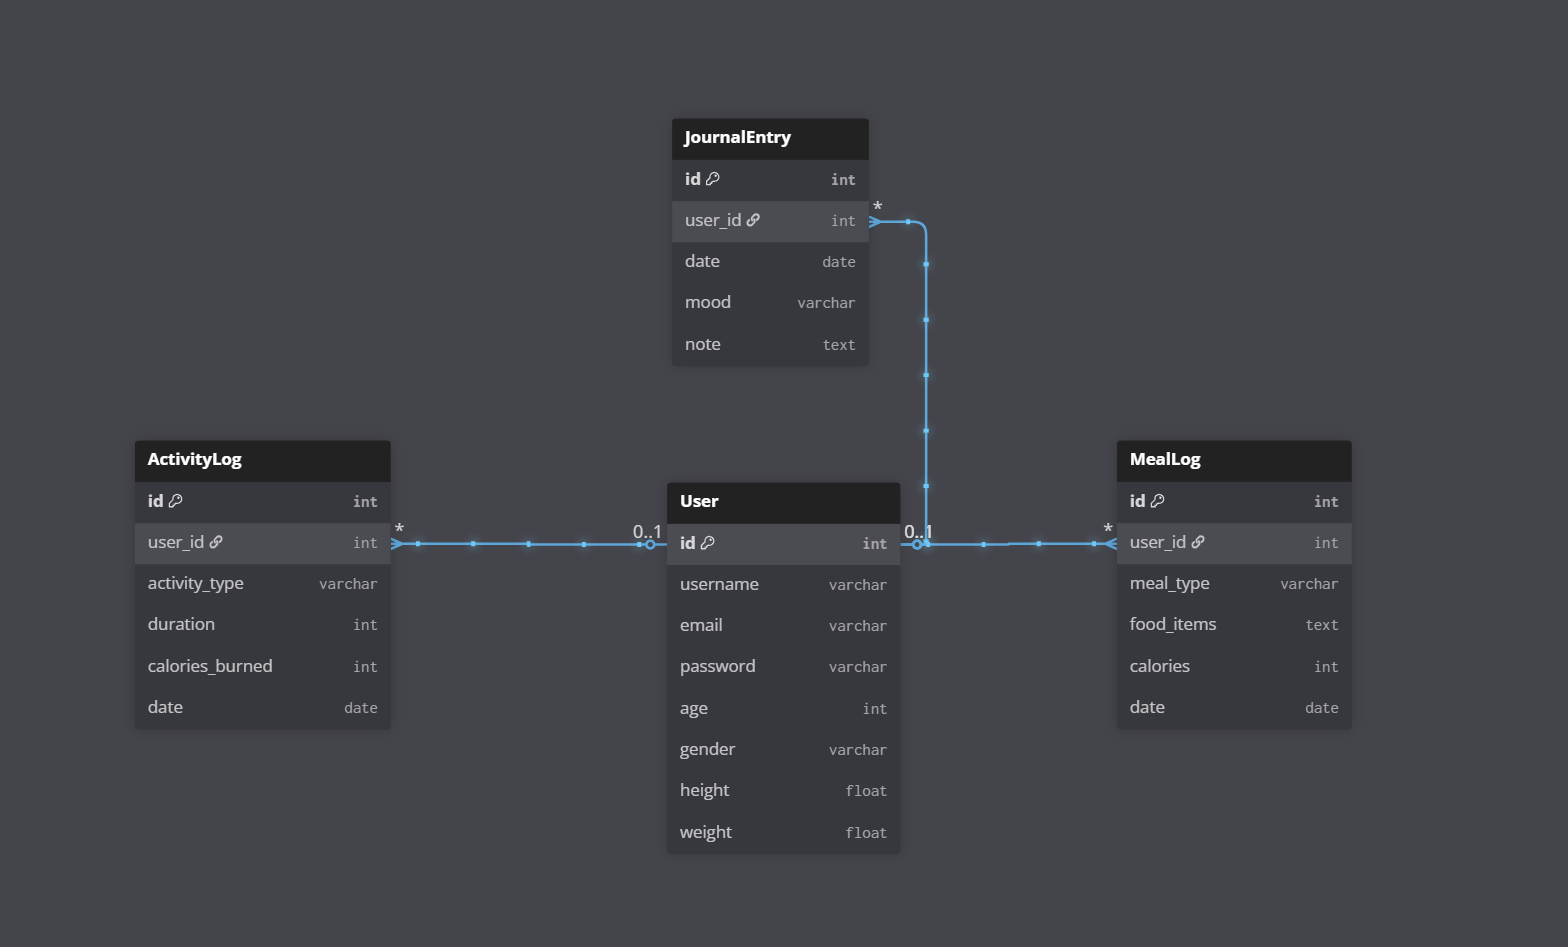 JournalEntry
id int
user_id int
date date
mood varchar
note text
*
ActivityLog
id int
user_id int
activity_type varchar
duration int
calories_burned int
date date
*
0..1
User
id int
username varchar
email varchar
password varchar
age int
gender varchar
height float
weight float
0..1
*
MealLog
id int
user_id int
meal_type varchar
food_items text
calories int
date date